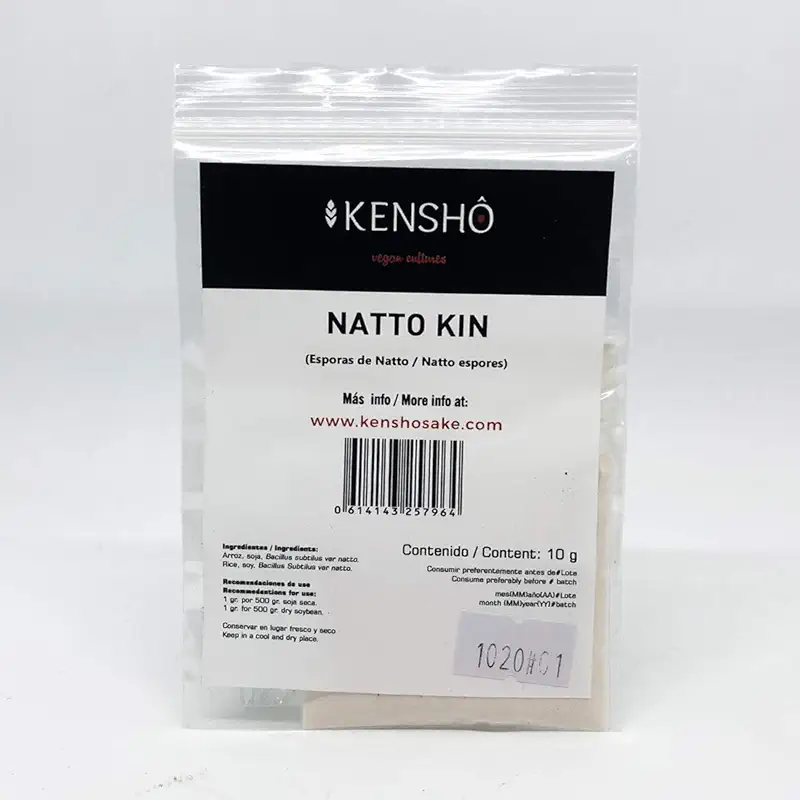 KENSHÔ
vegan cultures
NATTO KIN
(Esporas de Natto / Natto espores)
Más info / More info at:
www.kenshosake.com
0 614143 257964
Ingredientes / Ingredients:
Arroz, soja, Bacillus subtilus var natto.
Rice, soy, Bacillus Subtilus var natto.
Recomendaciones de uso
Recommendations for use:
1 gr. por 500 gr. soja seca.
1 gr. for 500 gr. dry soybean.
Conservar en lugar fresco y seco
Keep in a cool and dry place.
Contenido / Content: 10 g
Consumir preferentemente antes de#Lote
Consume preferably before # batch
mes(MM)año(AA)#Lote
month (MM)year(YY)#batch
1020#01